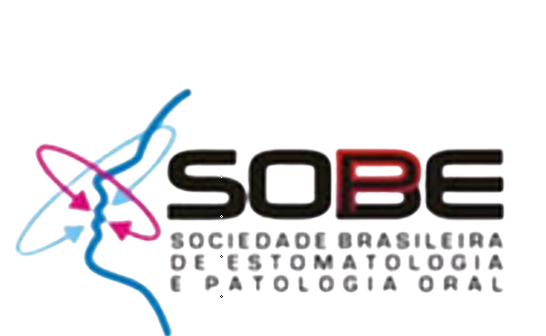 SOBE
SOCIEDADE BRASILEIRA
DE ESTOMATOLOGIA
E PATOLOGIA ORAL